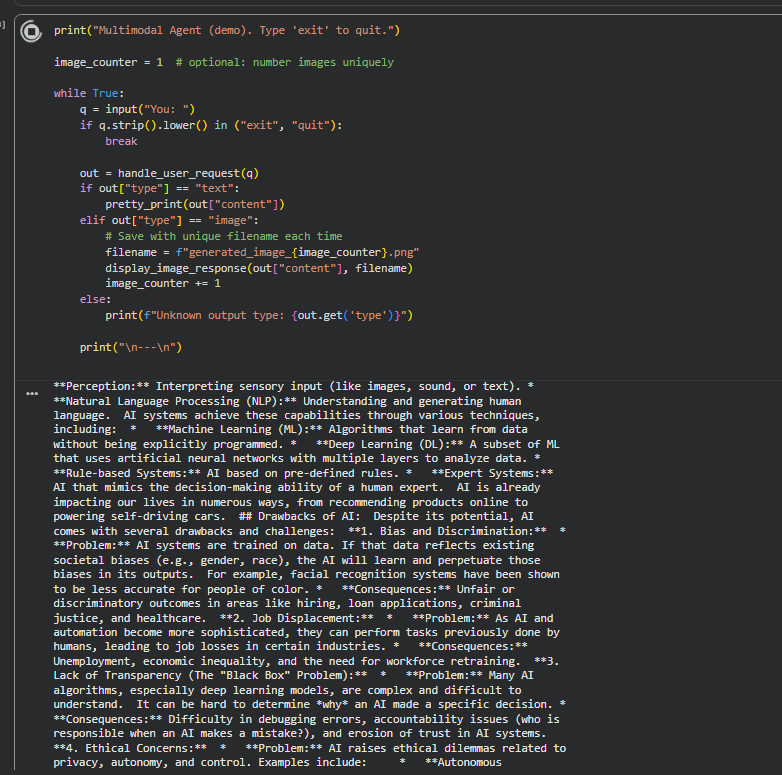 print("Multimodal Agent (demo). Type 'exit' to quit.")
image_counter = 1  # optional: number images uniquely
while True:
    q = input("You: ")
    if q.strip().lower() in ("exit", "quit"):
        break
    out = handle_user_request(q)
    if out["type"] == "text":
        pretty_print(out["content"])
    elif out["type"] == "image":
        # Save with unique filename each time
        filename = f"generated_image_{image_counter}.png"
        display_image_response(out["content"], filename)
        image_counter += 1
    else:
        print(f"Unknown output type: {out.get('type')}")
    print("\n---\n")
**Perception:** Interpreting sensory input (like images, sound, or text). *
**Natural Language Processing (NLP):** Understanding and generating human
language.  AI systems achieve these capabilities through various techniques,
including:  *   **Machine Learning (ML):** Algorithms that learn from data
without being explicitly programmed. *   **Deep Learning (DL):** A subset of ML
that uses artificial neural networks with multiple layers to analyze data. *
**Rule-based Systems:** AI based on pre-defined rules. *   **Expert Systems:**
AI that mimics the decision-making ability of a human expert.  AI is already
impacting our lives in numerous ways, from recommending products online to
powering self-driving cars.  ## Drawbacks of AI:  Despite its potential, AI
comes with several drawbacks and challenges:  **1. Bias and Discrimination:**  *
**Problem:** AI systems are trained on data. If that data reflects existing
societal biases (e.g., gender, race), the AI will learn and perpetuate those
biases in its outputs.  For example, facial recognition systems have been shown
to be less accurate for people of color. *   **Consequences:** Unfair or
discriminatory outcomes in areas like hiring, loan applications, criminal
justice, and healthcare.  **2. Job Displacement:**  *   **Problem:** As AI and
automation become more sophisticated, they can perform tasks previously done by
humans, leading to job losses in certain industries. *   **Consequences:**
Unemployment, economic inequality, and the need for workforce retraining.  **3.
Lack of Transparency (The "Black Box" Problem):**  *   **Problem:** Many AI
algorithms, especially deep learning models, are complex and difficult to
understand.  It can be hard to determine *why* an AI made a specific decision. *
**Consequences:** Difficulty in debugging errors, accountability issues (who is
responsible when an AI makes a mistake?), and erosion of trust in AI systems.
**4. Ethical Concerns:**  *   **Problem:** AI raises ethical dilemmas related to
privacy, autonomy, and control. Examples include:     *   **Autonomous